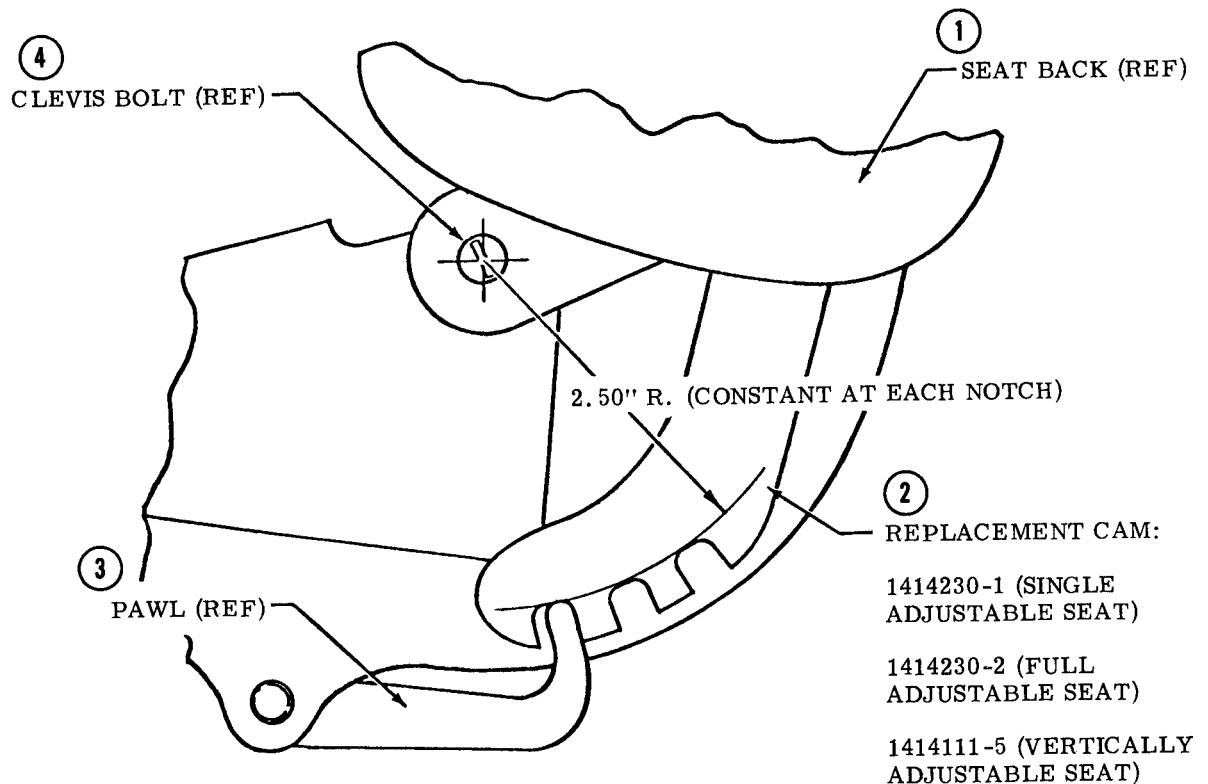 4
CLEVIS BOLT (REF)
1
SEAT BACK (REF)
2.50" R. (CONSTANT AT EACH NOTCH)
2
REPLACEMENT CAM:
1414230-1 (SINGLE
ADJUSTABLE SEAT)
1414230-2 (FULL
ADJUSTABLE SEAT)
1414111-5 (VERTICALLY
ADJUSTABLE SEAT)
3
PAWL (REF)